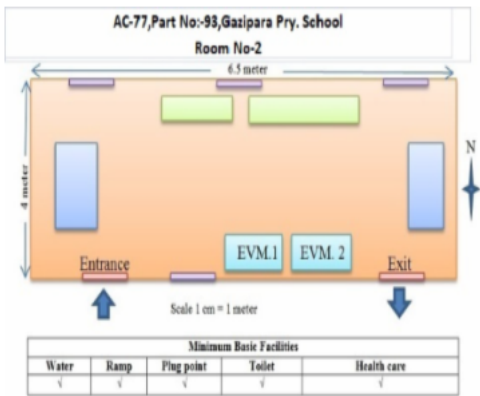 AC-77,Part No:-93,Gazipara Pry. School
Room No-2
6.5 meter
4 meter
N
EVM.1 EVM. 2
Entrance Exit
Scale 1 cm = 1 meter
Minimum Basic Facilities
Water Ramp Plug point Toilet Health care
√ √ √ √ √